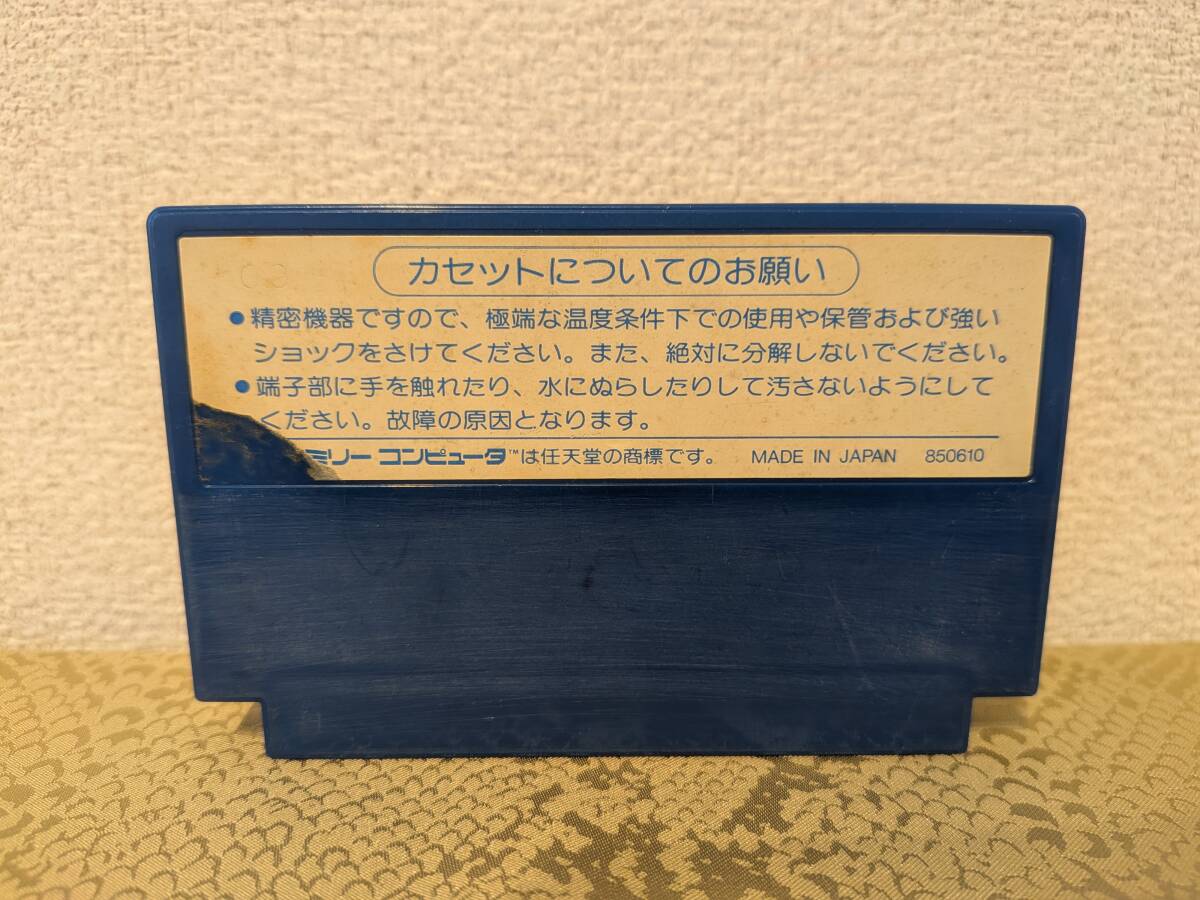 カセットについてのお願い
●精密機器ですので、極端な温度条件下での使用や保管および強い
ショックをさけてください。また、絶対に分解しないでください。
●端子部に手を触れたり、水にぬらしたりして汚さないようにして
ください。故障の原因となります。
ミリー コンピュータ™は任天堂の商標です。 MADE IN JAPAN 850610